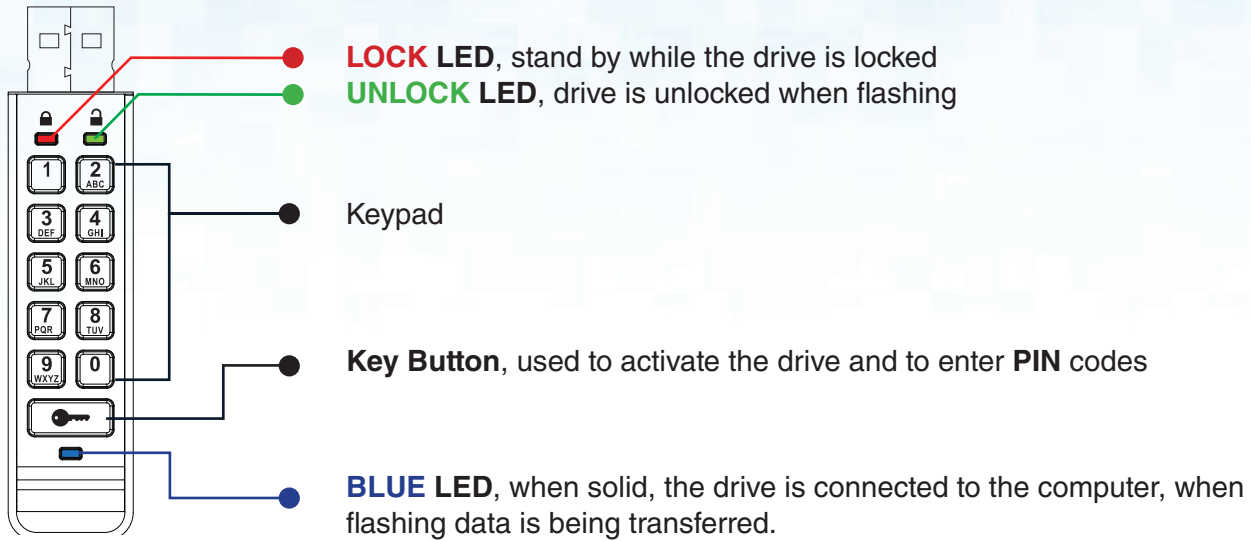 LOCK LED, stand by while the drive is locked
UNLOCK LED, drive is unlocked when flashing
1
2
ABC
3
DEF
4
GHI
Keypad
5
JKL
6
MNO
7
PQR
8
TUV
9
WXYZ
0
Key Button, used to activate the drive and to enter PIN codes
BLUE LED, when solid, the drive is connected to the computer, when
flashing data is being transferred.